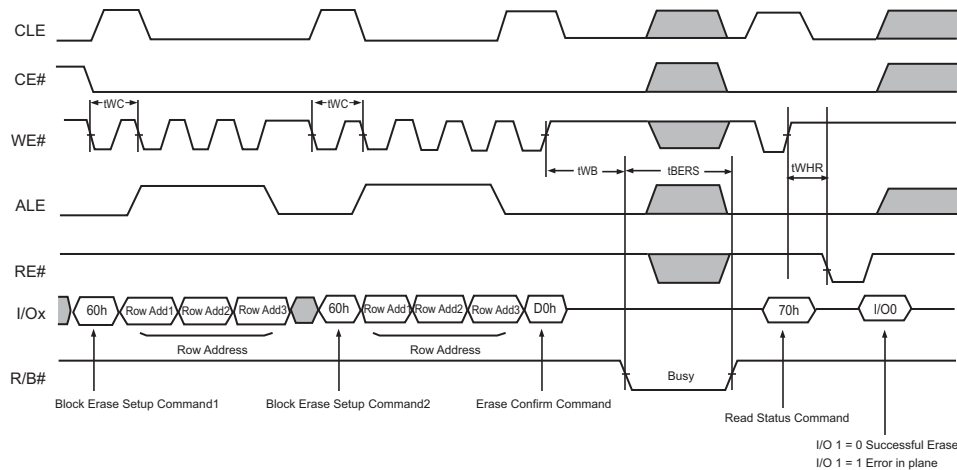 CLE
CE#
tWC
tWC
WE#
tWB
tBERS
tWHR
ALE
RE#
I/Ox
60h
Row Add1
Row Add2
Row Add3
60h
Row Add1
Row Add2
Row Add3
D0h
70h
I/O0
Row Address
Row Address
R/B#
Busy
Block Erase Setup Command1
Block Erase Setup Command2
Erase Confirm Command
Read Status Command
I/O 1 = 0 Successful Erase
I/O 1 = 1 Error in plane